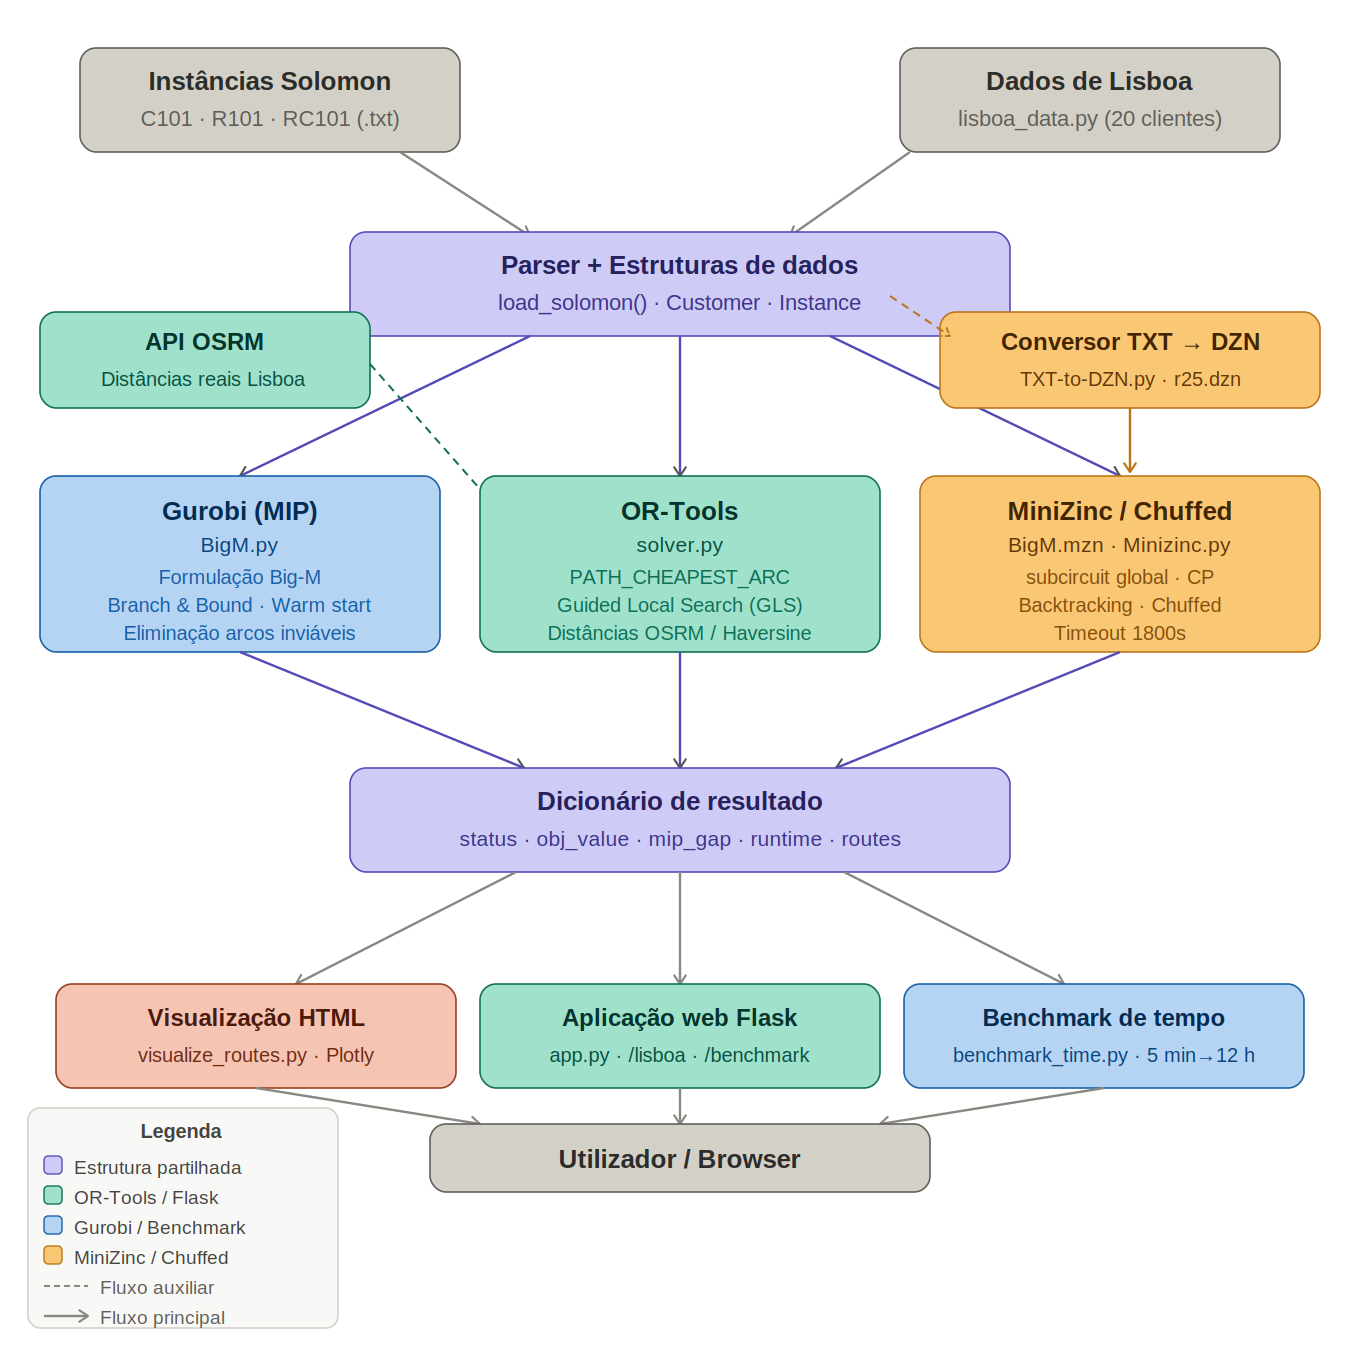 Instâncias Solomon
C101 · R101 · RC101 (.txt)
Dados de Lisboa
lisboa_data.py (20 clientes)
Parser + Estruturas de dados
load_solomon() · Customer · Instance
API OSRM
Distâncias reais Lisboa
Conversor TXT → DZN
TXT-to-DZN.py · r25.dzn
Gurobi (MIP)
BigM.py
Formulação Big-M
Branch & Bound · Warm start
Eliminação arcos inviáveis
OR-Tools
solver.py
PATH_CHEAPEST_ARC
Guided Local Search (GLS)
Distâncias OSRM / Haversine
MiniZinc / Chuffed
BigM.mzn · Minizinc.py
subcircuit global · CP
Backtracking · Chuffed
Timeout 1800s
Dicionário de resultado
status · obj_value · mip_gap · runtime · routes
Visualização HTML
visualize_routes.py · Plotly
Aplicação web Flask
app.py · /lisboa · /benchmark
Benchmark de tempo
benchmark_time.py · 5 min→12 h
Utilizador / Browser
Legenda
Estrutura partilhada
OR-Tools / Flask
Gurobi / Benchmark
MiniZinc / Chuffed
Fluxo auxiliar
Fluxo principal